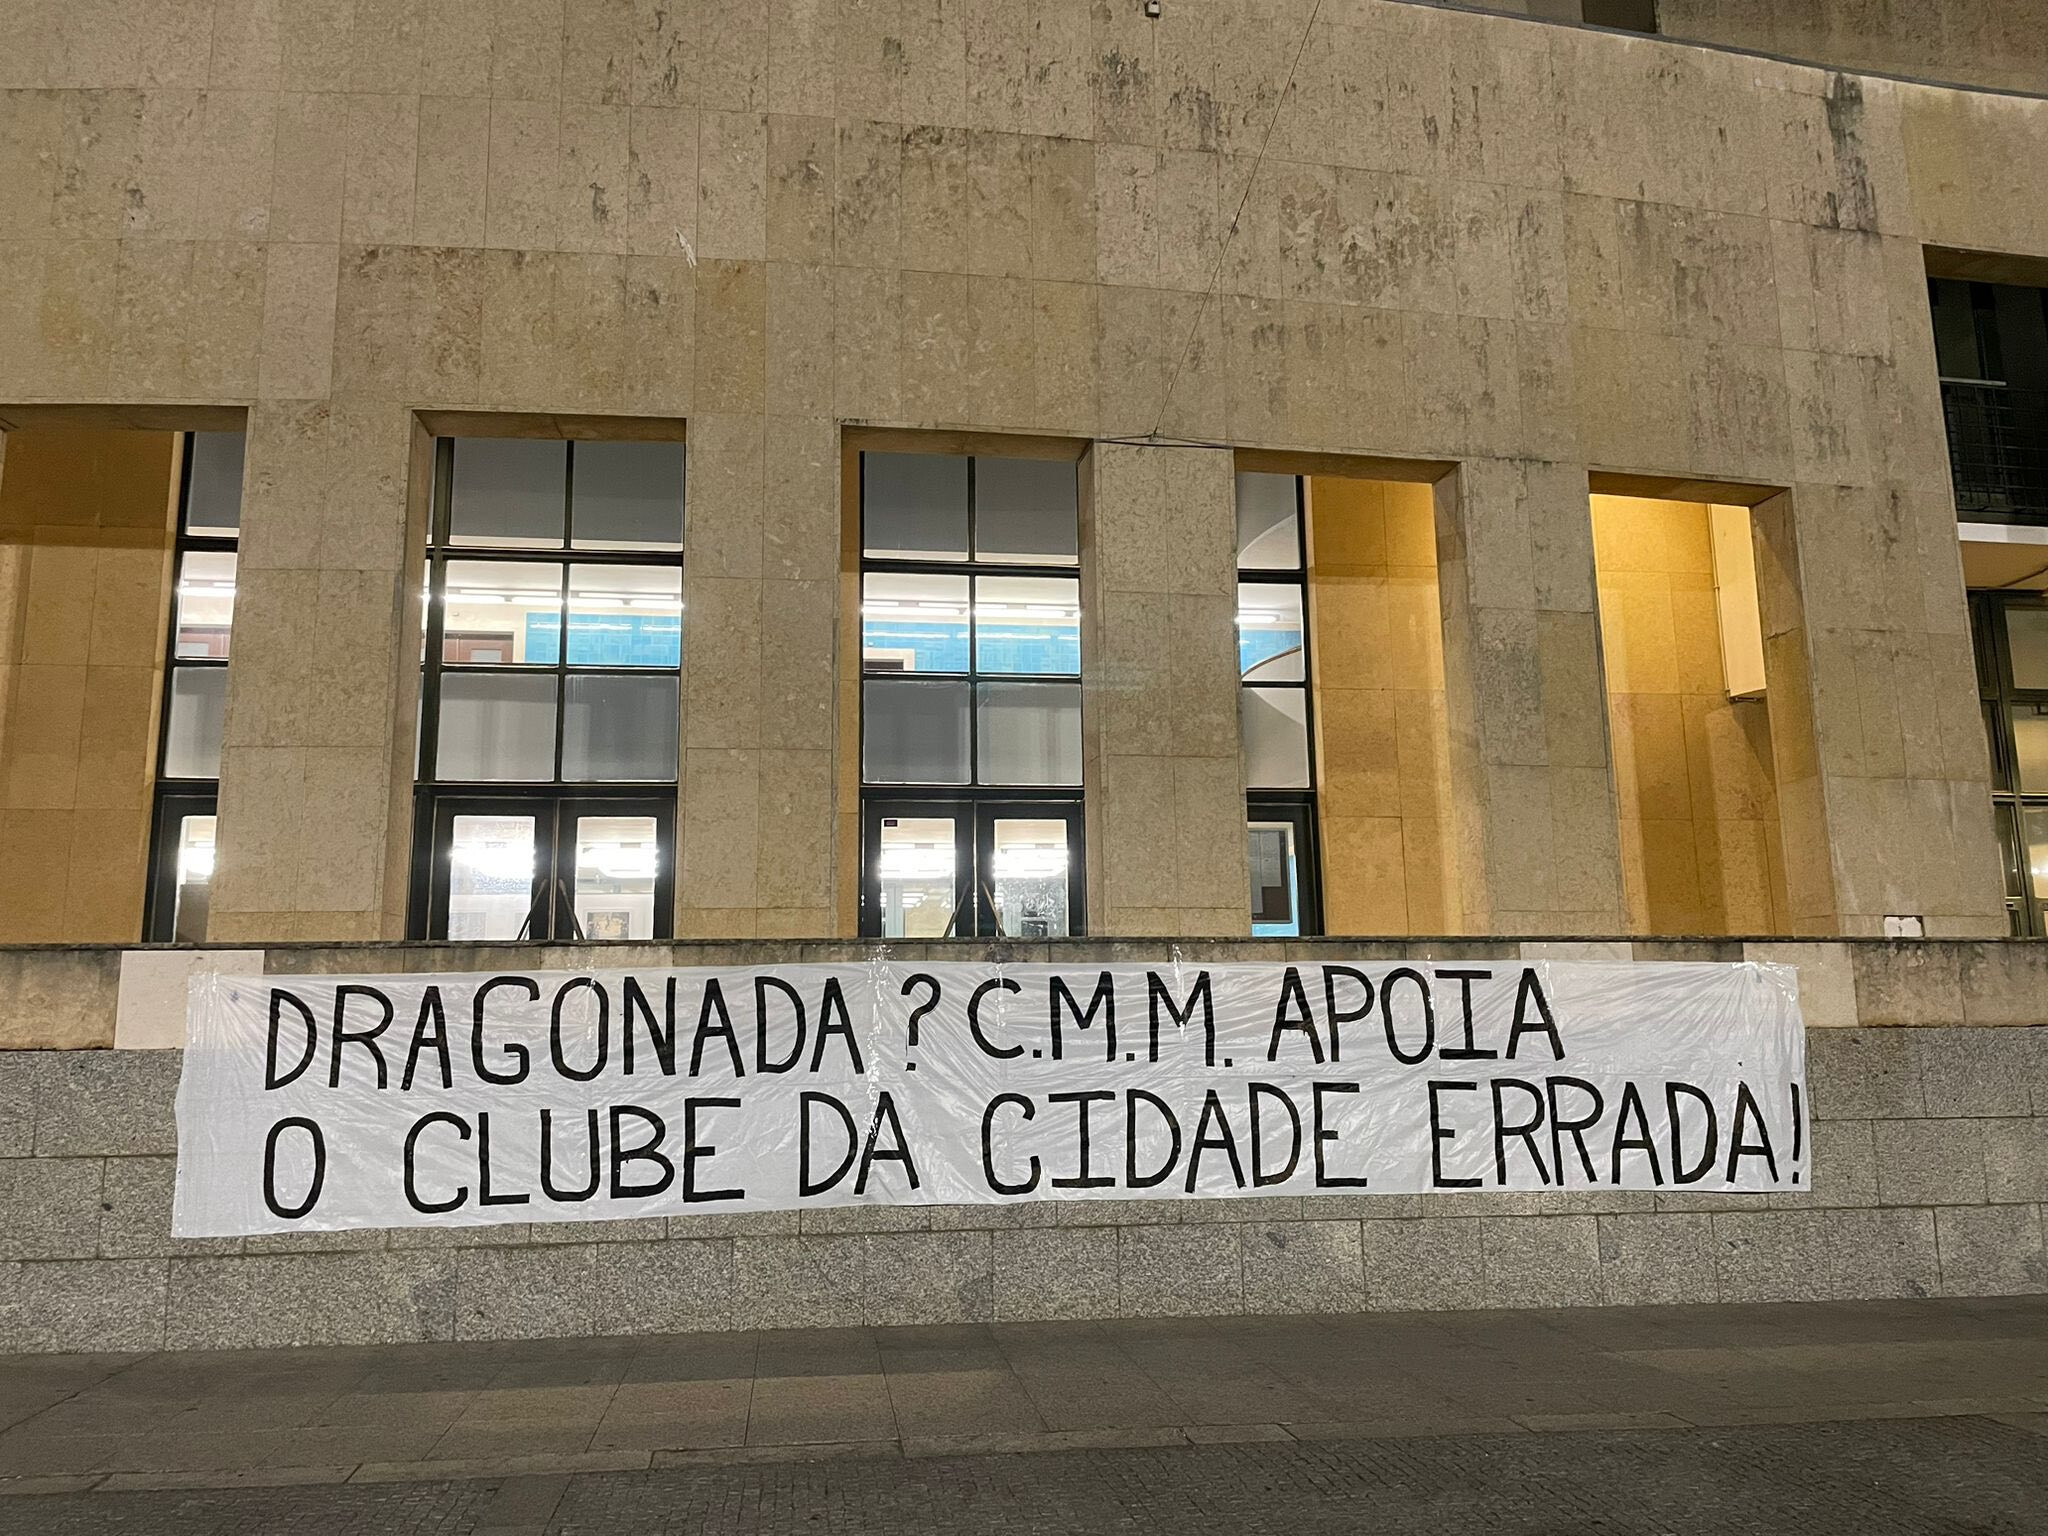 DRAGONADA? C.M.M. APOIA
O CLUBE DA CIDADE ERRADA!